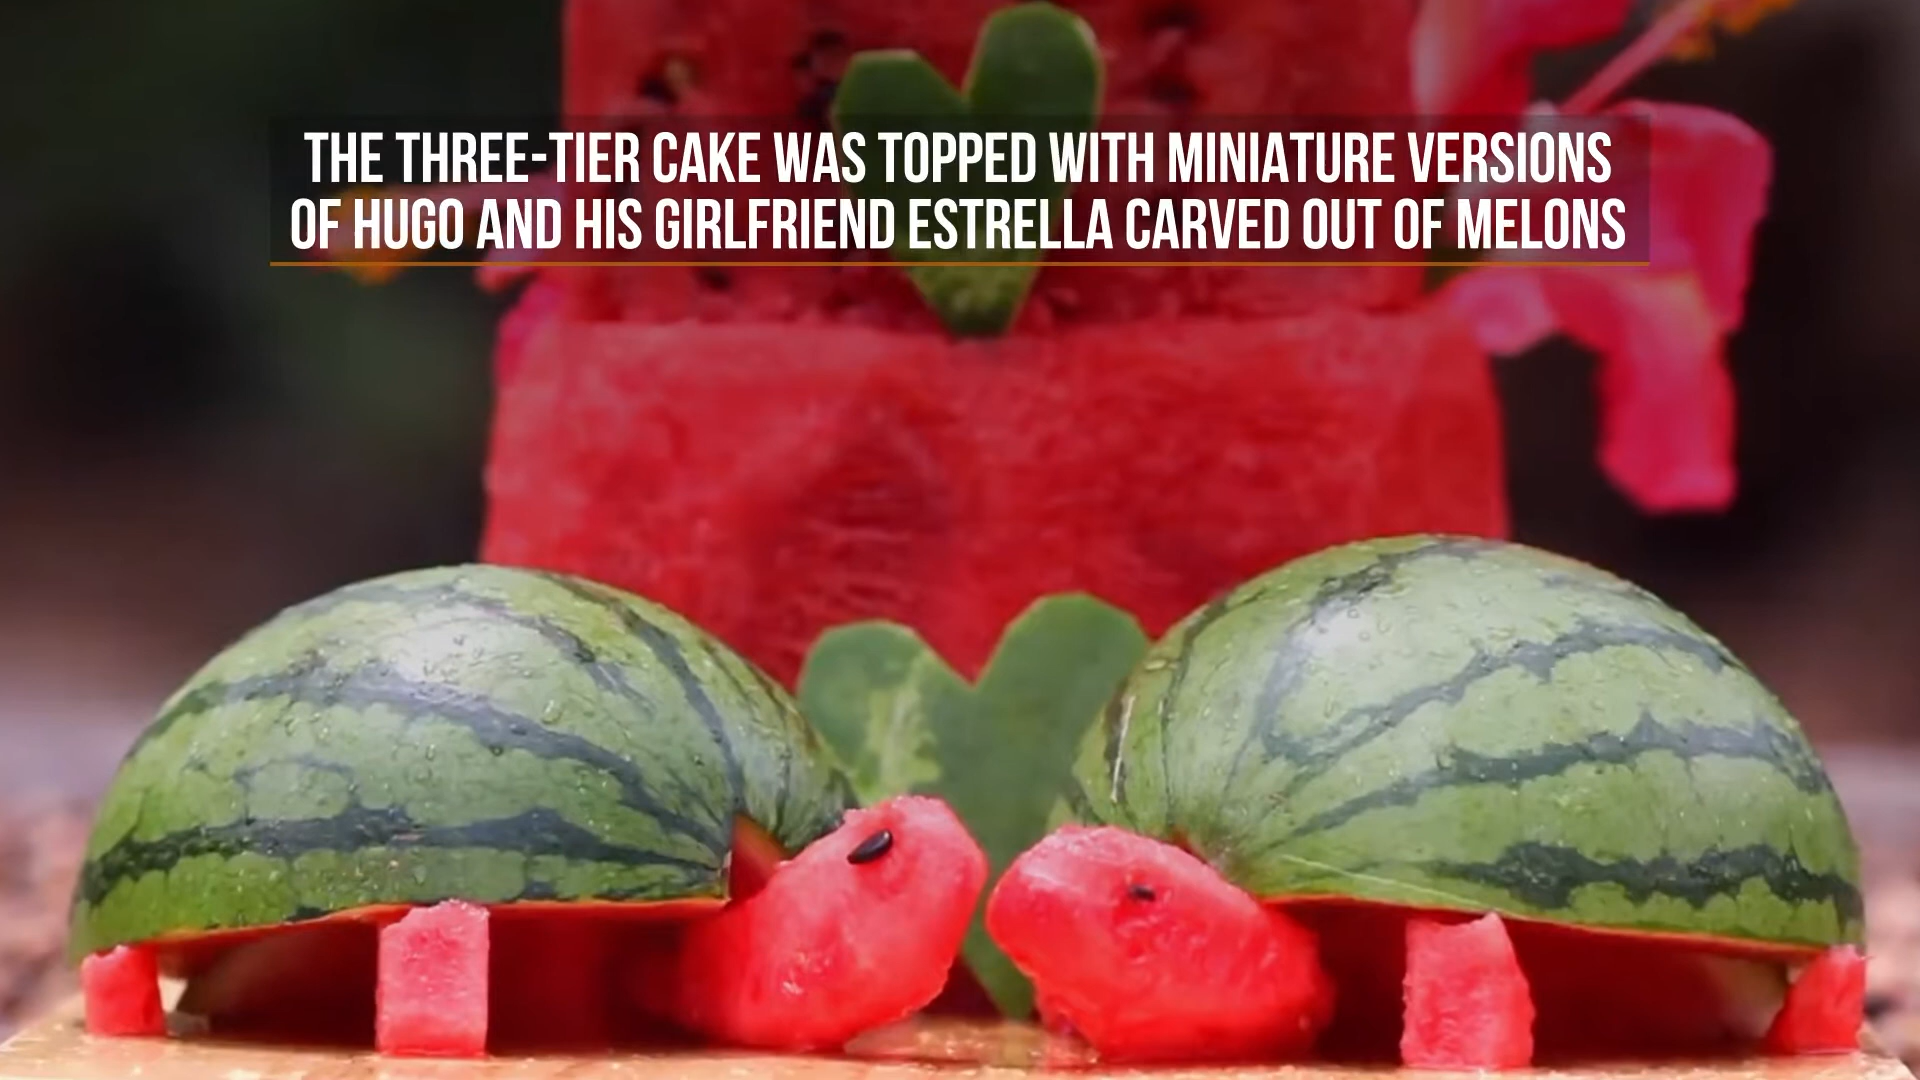 THE THREE-TIER CAKE WAS TOPPED WITH MINIATURE VERSIONS
OF HUGO AND HIS GIRLFRIEND ESTRELLA CARVED OUT OF MELONS